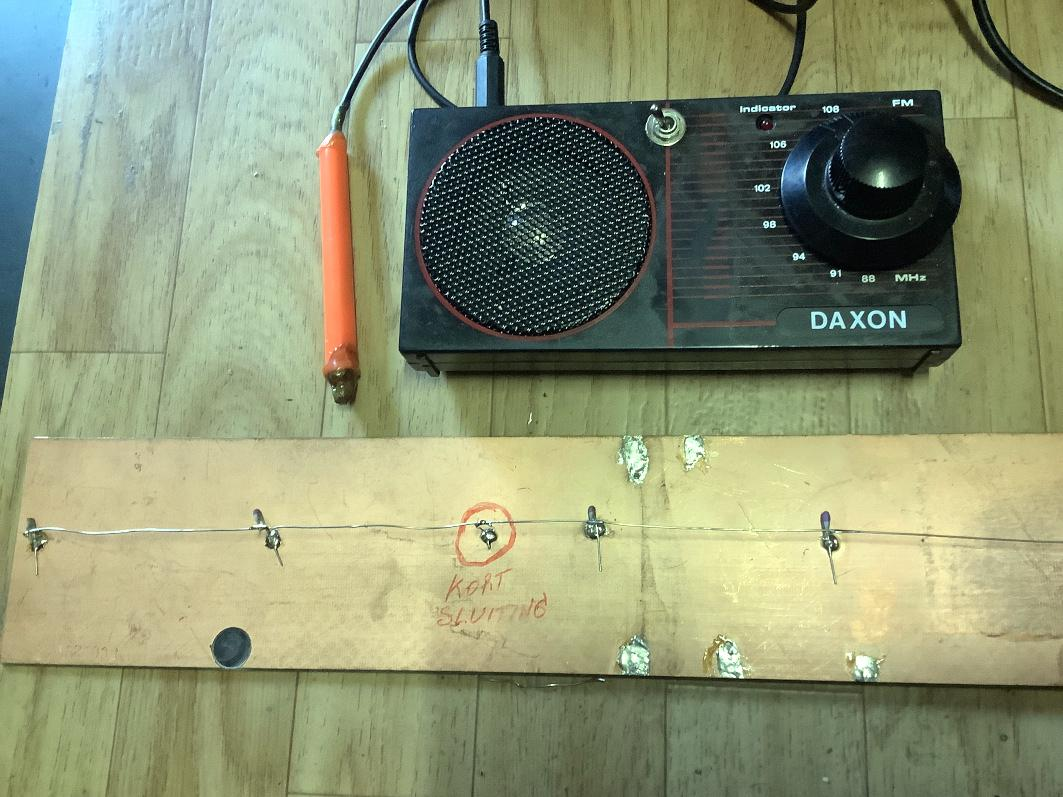 Indicator
108
FM
106
102
98
94
91
88
MHz
DAXON
KORT
SLUITING